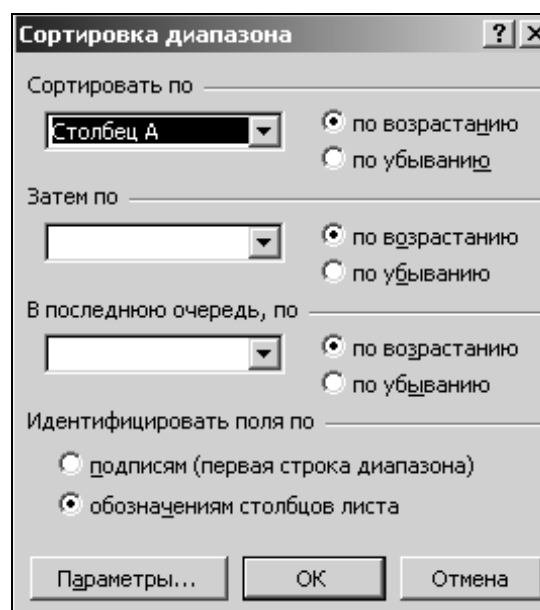 Сортировка диапазона
Сортировать по
Столбец А
по возрастанию
по убыванию
Затем по
по возрастанию
по убыванию
В последнюю очередь, по
по возрастанию
по убыванию
Идентифицировать поля по
подписям (первая строка диапазона)
обозначениям столбцов листа
Параметры...
ОК
Отмена